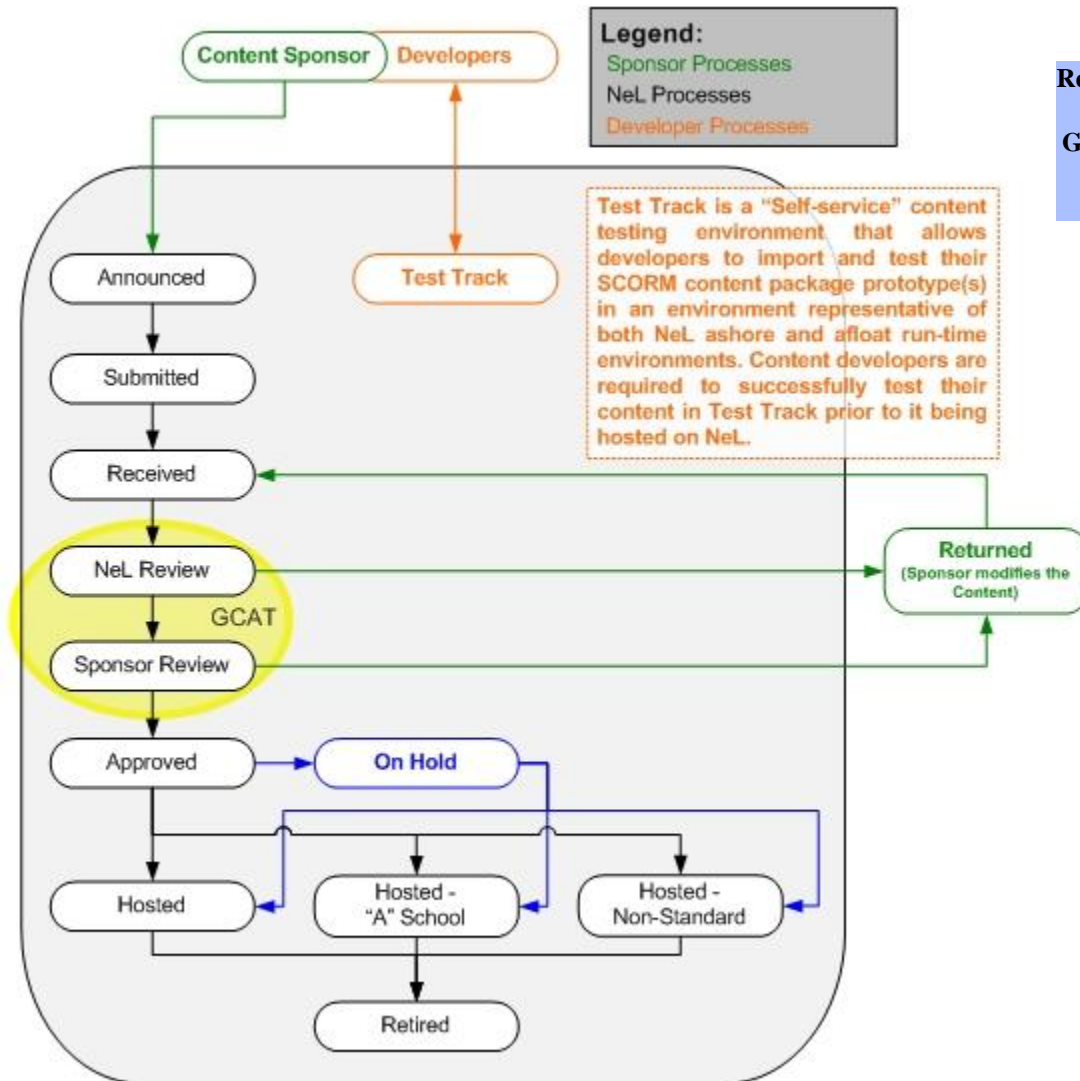 Content Sponsor
Developers
Legend:
Sponsor Processes
NeL Processes
Developer Processes
Test Track is a “Self-service” content
testing environment that allows
developers to import and test their
SCORM content package prototype(s)
in an environment representative of
both NeL ashore and afloat run-time
environments. Content developers are
required to successfully test their
content in Test Track prior to it being
hosted on NeL.
Announced
Test Track
Submitted
Received
NeL Review
GCAT
Sponsor Review
Returned
(Sponsor modifies the
Content)
Approved
On Hold
Hosted
Hosted -
“A” School
Hosted -
Non-Standard
Retired